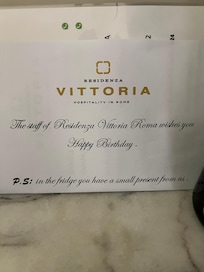 RESIDENZA
VITTORIA
HOSPITALITY IN ROME
The staff of Residenza Vittoria Roma wishes you
Happy Birthday.
P.S: in the fridge you have a small present from us.